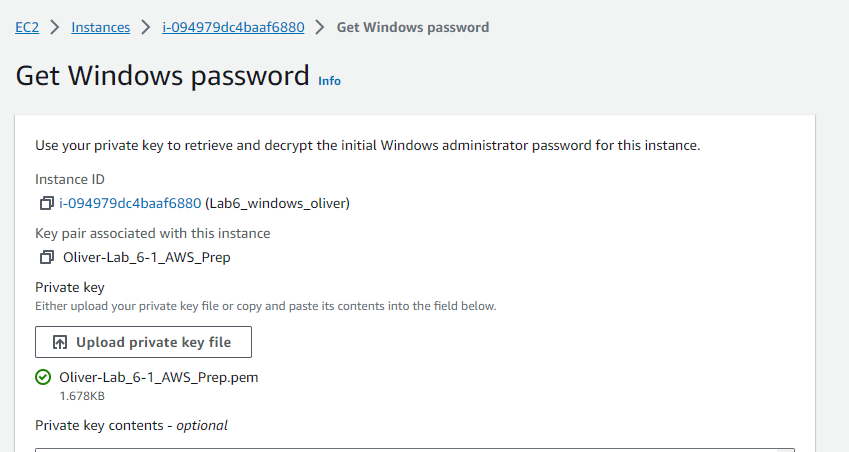 EC2 > Instances > i-094979dc4baaf6880 > Get Windows password
Get Windows password Info
Use your private key to retrieve and decrypt the initial Windows administrator password for this instance.
Instance ID
i-094979dc4baaf6880 (Lab6_windows_oliver)
Key pair associated with this instance
Oliver-Lab_6-1_AWS_Prep
Private key
Either upload your private key file or copy and paste its contents into the field below.
Upload private key file
Oliver-Lab_6-1_AWS_Prep.pem
1.678KB
Private key contents - optional